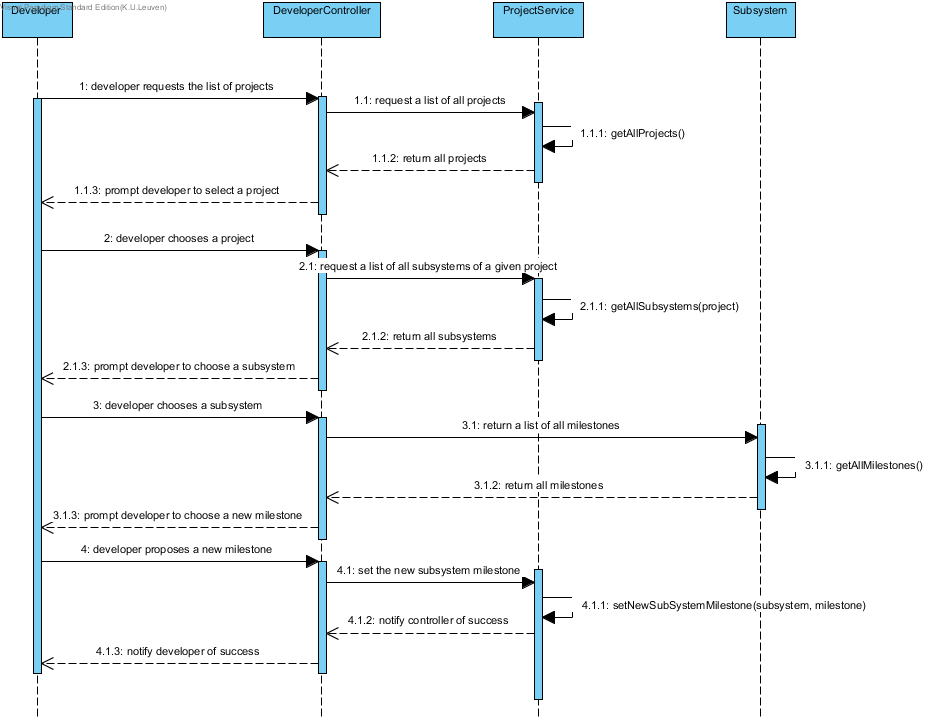 Standard Edition(K.U.Leuven)
Developer
DeveloperController
ProjectService
Subsystem
1: developer requests the list of projects
1.1: request a list of all projects
1.1.1: getAllProjects()
1.1.2: return all projects
1.1.3: prompt developer to select a project
2: developer chooses a project
2.1: request a list of all subsystems of a given project
2.1.1: getAllSubsystems(project)
2.1.2: return all subsystems
2.1.3: prompt developer to choose a subsystem
3: developer chooses a subsystem
3.1: return a list of all milestones
3.1.1: getAllMilestones()
3.1.2: return all milestones
3.1.3: prompt developer to choose a new milestone
4: developer proposes a new milestone
4.1: set the new subsystem milestone
4.1.1: setNewSubSystemMilestone(subsystem, milestone)
4.1.2: notify controller of success
4.1.3: notify developer of success